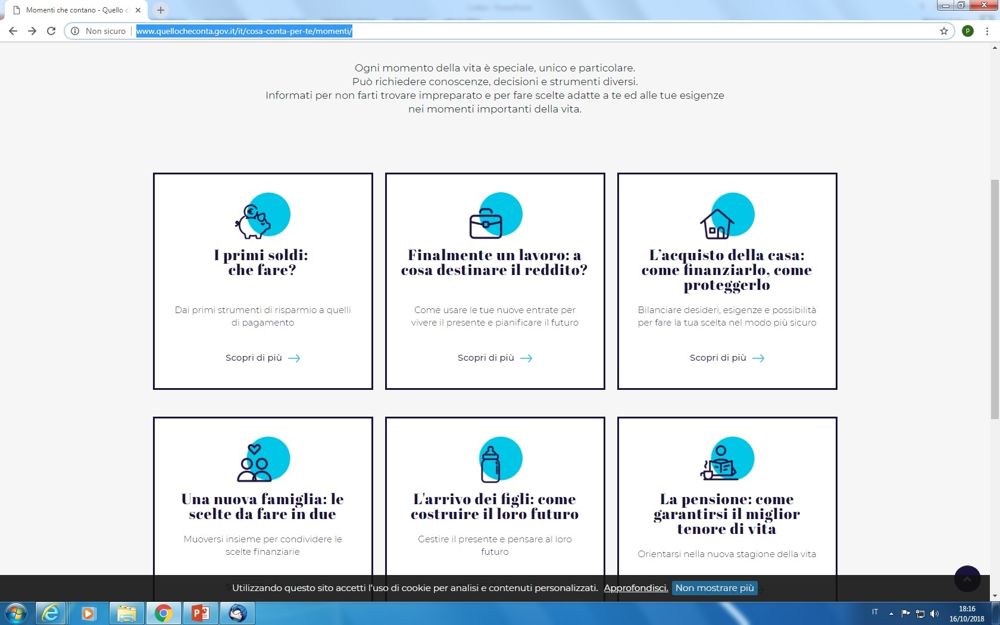 Momenti che contano - Quello c
Non sicuro
www.quellocheconta.gov.it/it/cosa-conta-per-te/momenti/
p
Ogni momento della vita è speciale, unico e particolare.
Può richiedere conoscenze, decisioni e strumenti diversi.
Informati per non farti trovare impreparato e per fare scelte adatte a te ed alle tue esigenze
nei momenti importanti della vita.
I primi soldi:
che fare?
Dai primi strumenti di risparmio a quelli
di pagamento
Scopri di più
Finalmente un lavoro: a
cosa destinare il reddito?
Come usare le tue nuove entrate per
vivere il presente e pianificare il futuro
Scopri di più
L’acquisto della casa:
come finanziarlo, come
proteggerlo
Bilanciare desideri, esigenze e possibilità
per fare la tua scelta nel modo più sicuro
Scopri di più
Una nuova famiglia: le
scelte da fare in due
Muoversi insieme per condividere le
scelte finanziarie
L'arrivo dei figli: come
costruire il loro futuro
Gestire il presente e pensare al loro
futuro
La pensione: come
garantirsi il miglior
tenore di vita
Orientarsi nella nuova stagione della vita
Utilizzando questo sito accetti l’uso di cookie per analisi e contenuti personalizzati. Approfondisci. Non mostrare più
IT
18:16
16/10/2018